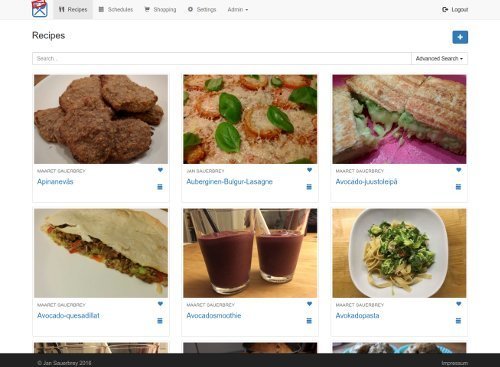 Recipes Schedules Shopping Settings Admin Logout
Recipes
Search... Advanced Search
MAARET SAUERBREY
Apinaneväs
JAN SAUERBREY
Auberginen-Bulgur-Lasagne
MAARET SAUERBREY
Avocado-juustoleipä
MAARET SAUERBREY
Avocado-quesadillat
MAARET SAUERBREY
Avocadosmoothie
MAARET SAUERBREY
Avokadopasta
© Jan Sauerbrey 2016 Impressum